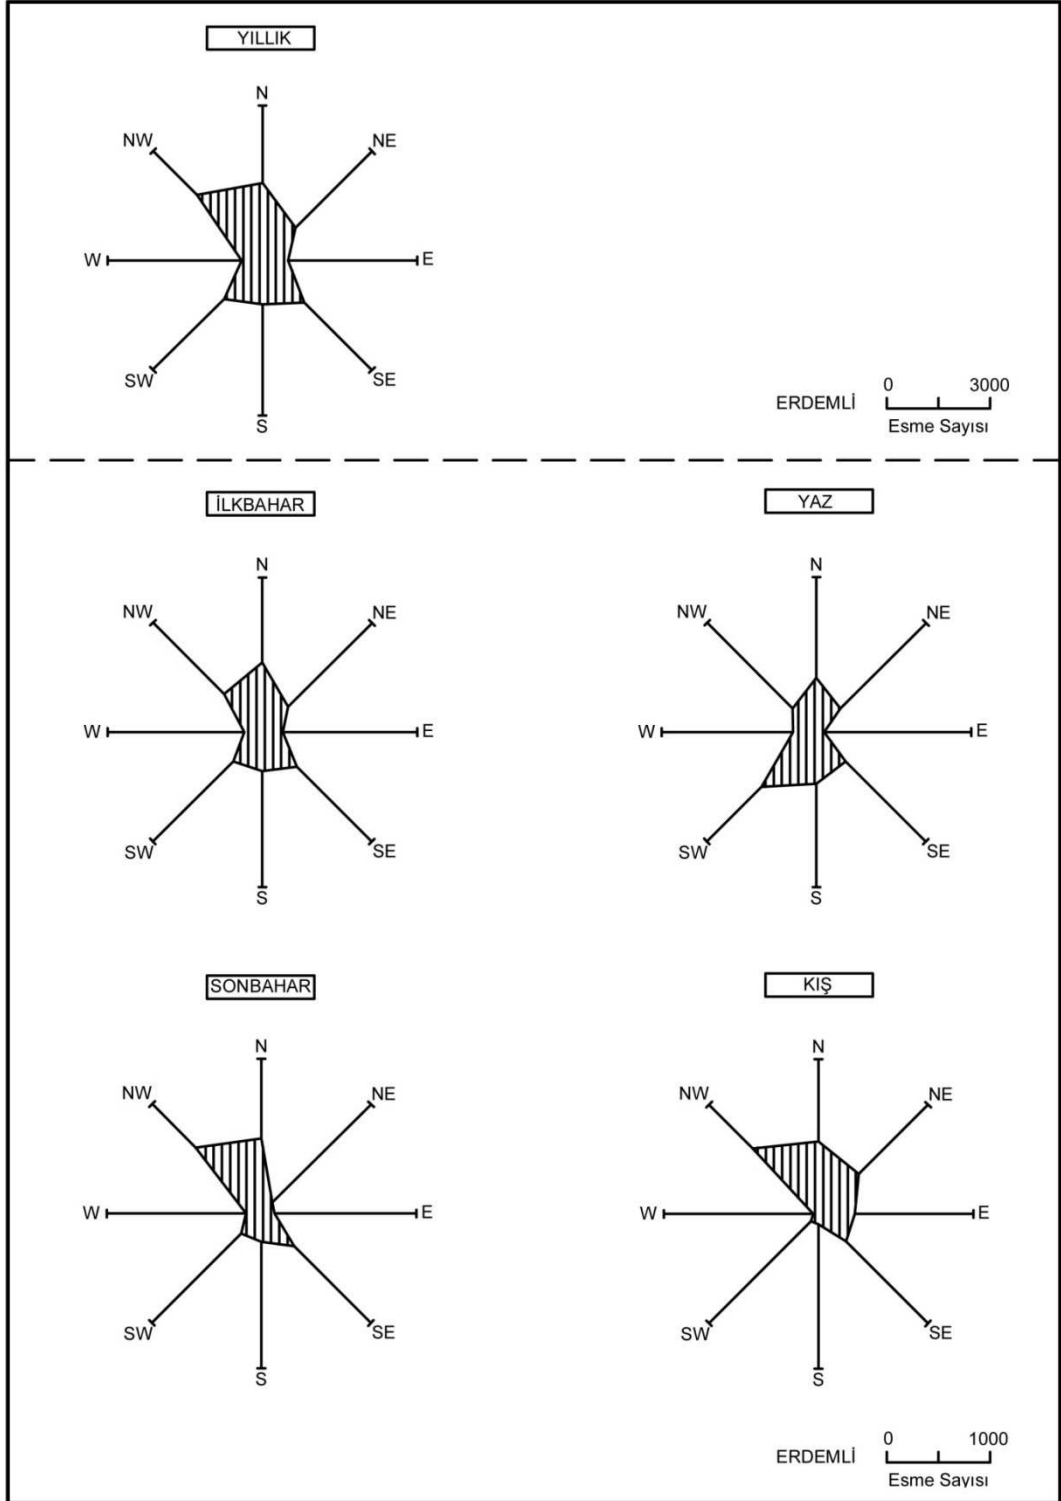 YILLIK
N
NW
NE
W
E
SW
SE
S
ERDEMLİ
0 3000
Esme Sayısı
İLKBAHAR
N
NW
NE
W
E
SW
SE
S
YAZ
N
NW
NE
W
E
SW
SE
S
SONBAHAR
N
NW
NE
W
E
SW
SE
S
KIŞ
N
NW
NE
W
E
SW
SE
S
ERDEMLİ
0 1000
Esme Sayısı